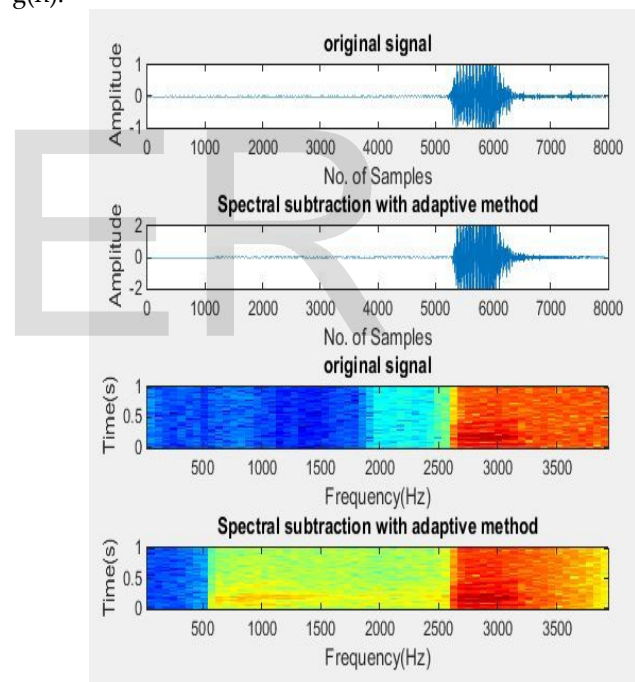 g(k).
original signal
Amplitude
1
0
-1
0 1000 2000 3000 4000 5000 6000 7000 8000
No. of Samples
Spectral subtraction with adaptive method
Amplitude
2
0
-2
0 1000 2000 3000 4000 5000 6000 7000 8000
No. of Samples
original signal
Time(s)
1
0.5
0
500 1000 1500 2000 2500 3000 3500
Frequency(Hz)
Spectral subtraction with adaptive method
Time(s)
1
0.5
0
500 1000 1500 2000 2500 3000 3500
Frequency(Hz)
ER